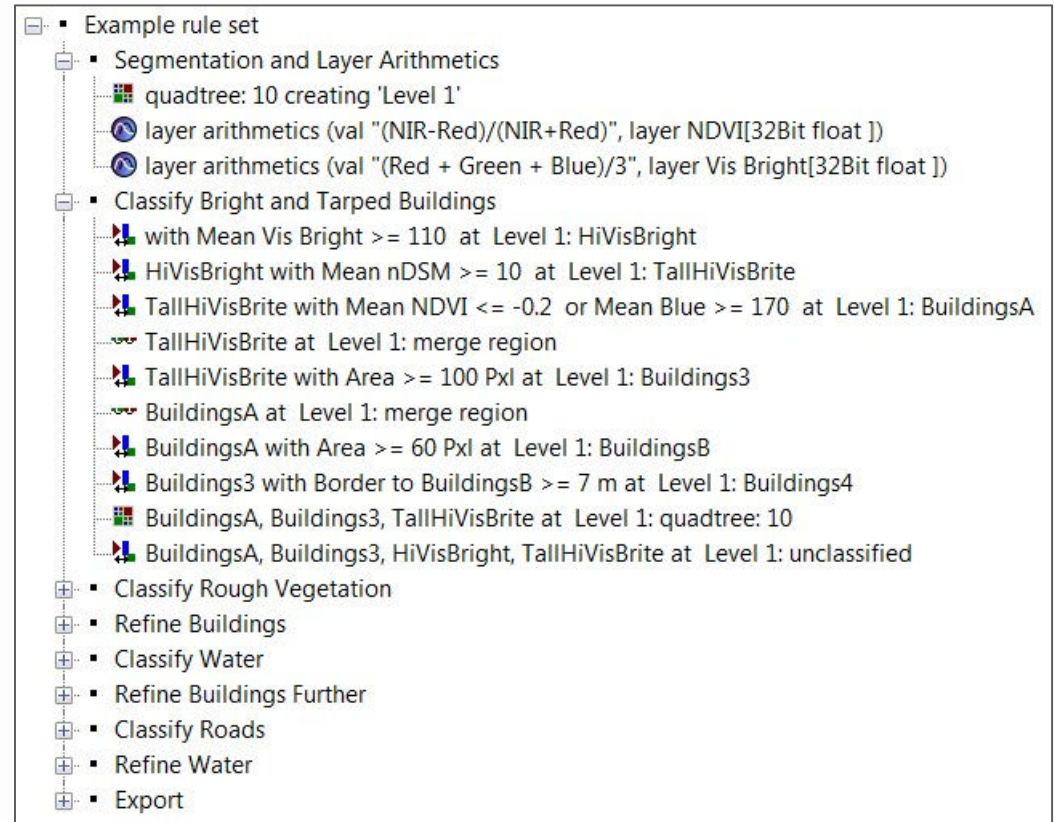 Example rule set
Segmentation and Layer Arithmetics
quadtree: 10 creating 'Level 1'
layer arithmetics (val "(NIR-Red)/(NIR+Red)", layer NDVI[32Bit float ])
layer arithmetics (val "(Red + Green + Blue)/3", layer Vis Bright[32Bit float ])
Classify Bright and Tarped Buildings
with Mean Vis Bright >= 110 at Level 1: HiVisBright
HiVisBright with Mean nDSM >= 10 at Level 1: TallHiVisBrite
TallHiVisBrite with Mean NDVI <= -0.2 or Mean Blue >= 170 at Level 1: BuildingsA
TallHiVisBrite at Level 1: merge region
TallHiVisBrite with Area >= 100 Pxl at Level 1: Buildings3
BuildingsA at Level 1: merge region
BuildingsA with Area >= 60 Pxl at Level 1: BuildingsB
Buildings3 with Border to BuildingsB >= 7 m at Level 1: Buildings4
BuildingsA, Buildings3, TallHiVisBrite at Level 1: quadtree: 10
BuildingsA, Buildings3, HiVisBright, TallHiVisBrite at Level 1: unclassified
Classify Rough Vegetation
Refine Buildings
Classify Water
Refine Buildings Further
Classify Roads
Refine Water
Export